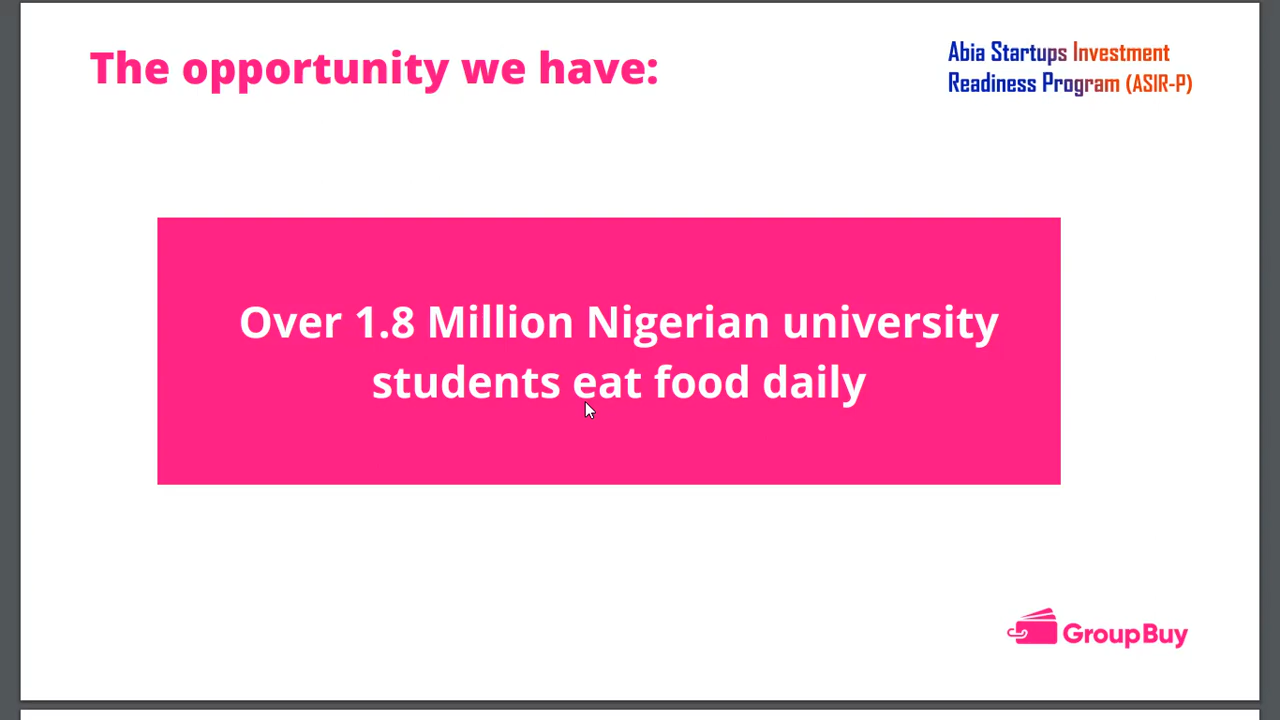 The opportunity we have:
Abia Startups Investment
Readiness Program (ASIR-P)
Over 1.8 Million Nigerian university
students eat food daily
GroupBuy